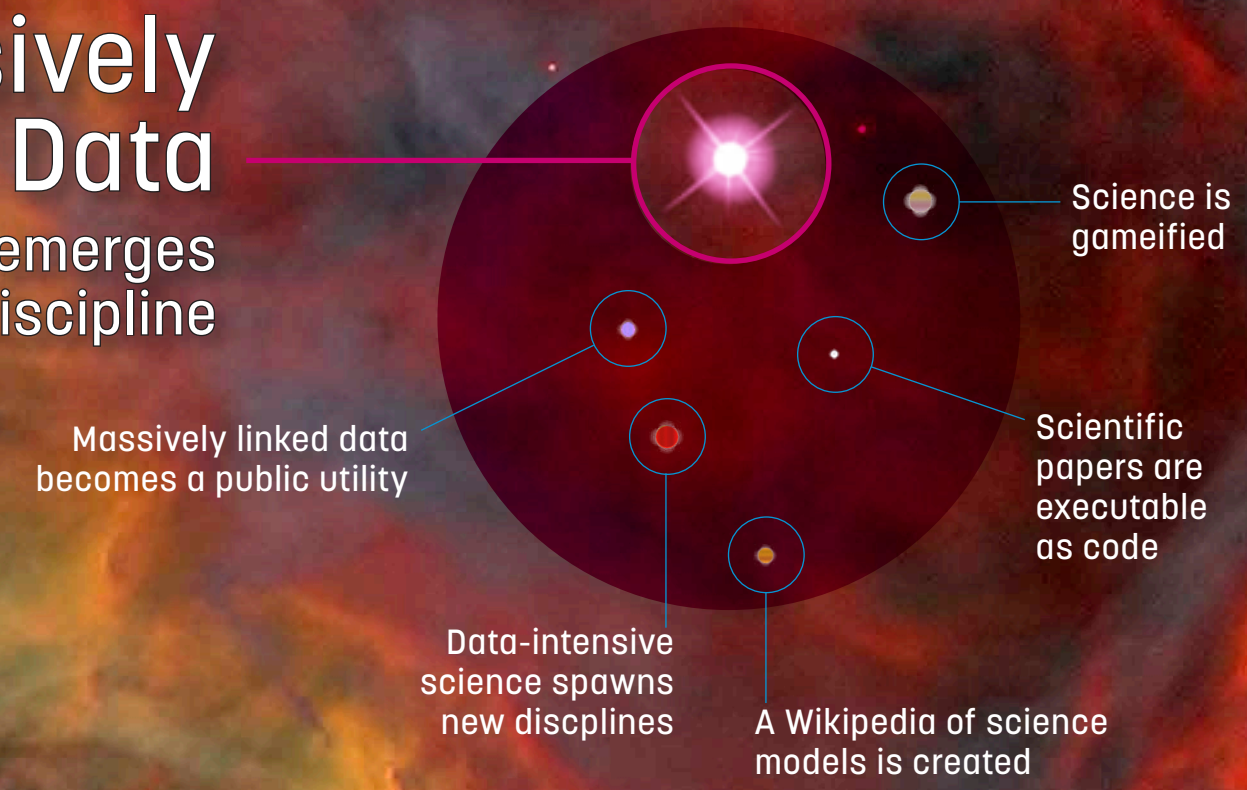 sively
Data
emerges
iscipline
Science is
gameified
Massively linked data
becomes a public utility
Scientific
papers are
executable
as code
Data-intensive
science spawns
new discplines
A Wikipedia of science
models is created